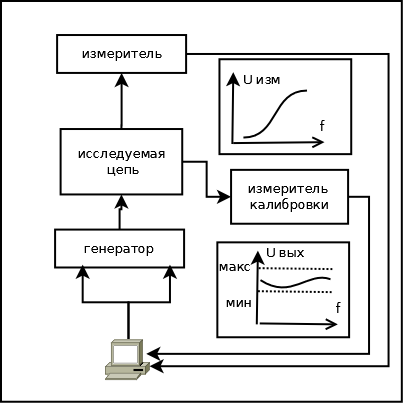 измеритель
U изм
f
исследуемая
цепь
измеритель
калибровки
генератор
U вых
макс
мин
f